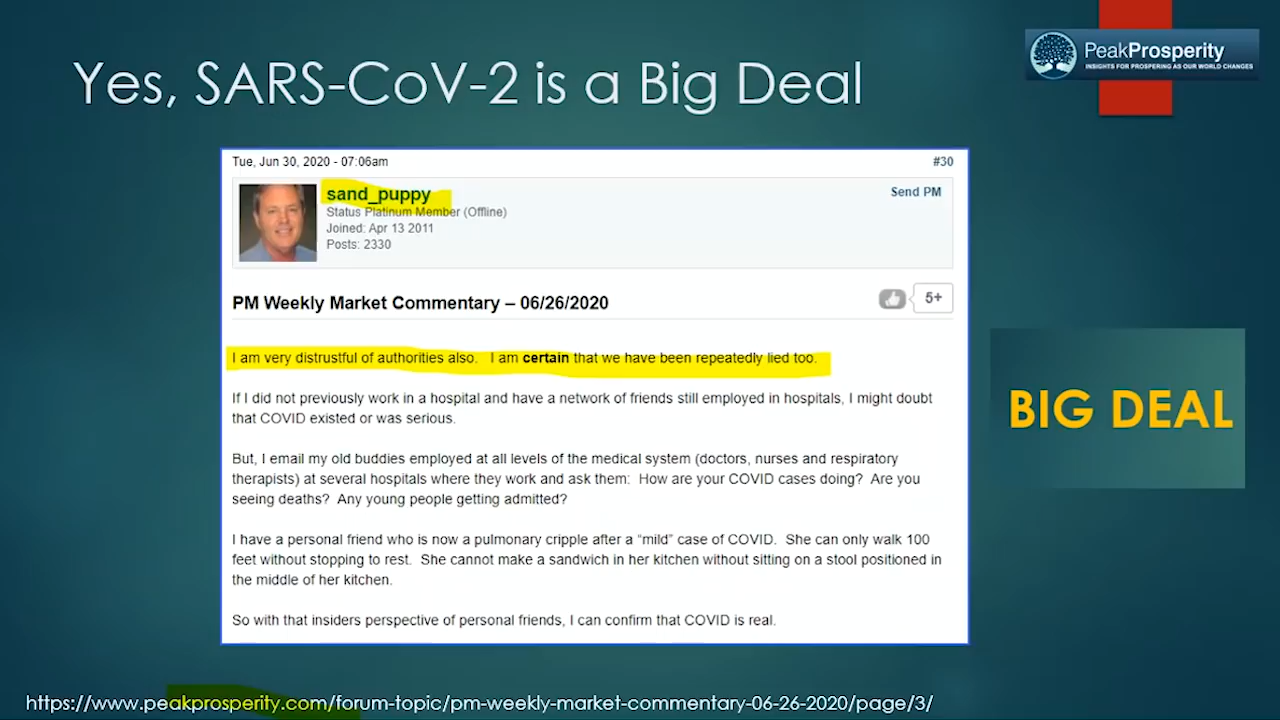 Yes, SARS-CoV-2 is a Big Deal
PeakProsperity
INSIGHTS FOR PROSPERING AS OUR WORLD CHANGES
Tue, Jun 30, 2020 - 07:06am
#30
sand_puppy
Send PM
Status Platinum Member (Offline)
Joined: Apr 13 2011
Posts: 2330
PM Weekly Market Commentary – 06/26/2020
5+
I am very distrustful of authorities also.   I am certain that we have been repeatedly lied too.
If I did not previously work in a hospital and have a network of friends still employed in hospitals, I might doubt
that COVID existed or was serious.
But, I email my old buddies employed at all levels of the medical system (doctors, nurses and respiratory
therapists) at several hospitals where they work and ask them:  How are your COVID cases doing?  Are you
seeing deaths?  Any young people getting admitted?
I have a personal friend who is now a pulmonary cripple after a “mild” case of COVID.  She can only walk 100
feet without stopping to rest.  She cannot make a sandwich in her kitchen without sitting on a stool positioned in
the middle of her kitchen.
So with that insiders perspective of personal friends, I can confirm that COVID is real.
BIG DEAL
https://www.peakprosperity.com/forum-topic/pm-weekly-market-commentary-06-26-2020/page/3/